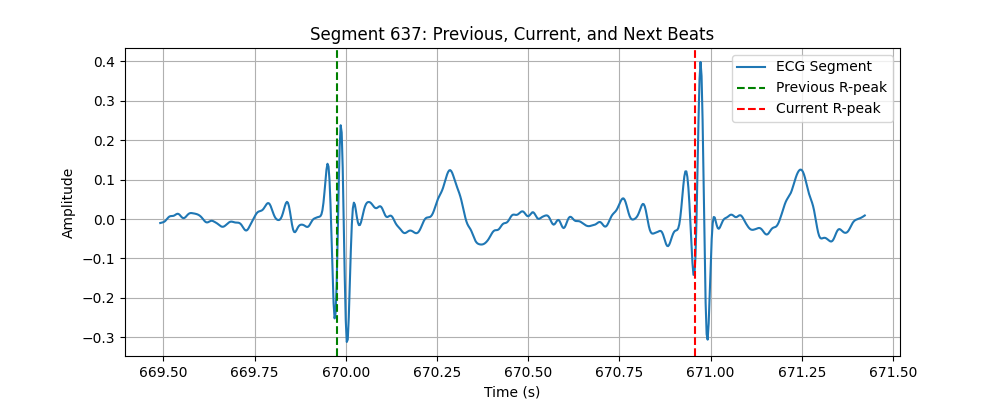 Segment 637: Previous, Current, and Next Beats
ECG Segment
Previous R-peak
Current R-peak
Amplitude
0.4
0.3
0.2
0.1
0.0
−0.1
−0.2
−0.3
669.50 669.75 670.00 670.25 670.50 670.75 671.00 671.25 671.50
Time (s)